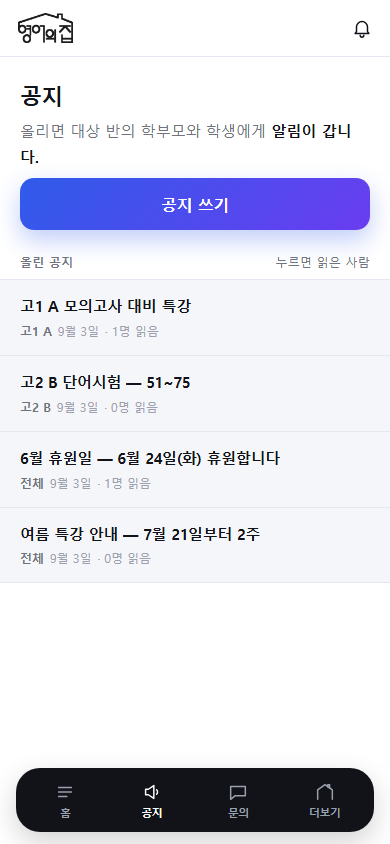 영어의집
공지
올리면 대상 반의 학부모와 학생에게 알림이 갑니
다.
공지 쓰기
올린 공지 누르면 읽은 사람
고1 A 모의고사 대비 특강
고1 A 9월 3일 · 1명 읽음
고2 B 단어시험 — 51~75
고2 B 9월 3일 · 0명 읽음
6월 휴원일 — 6월 24일(화) 휴원합니다
전체 9월 3일 · 1명 읽음
여름 특강 안내 — 7월 21일부터 2주
전체 9월 3일 · 0명 읽음
홈 공지 문의 더보기